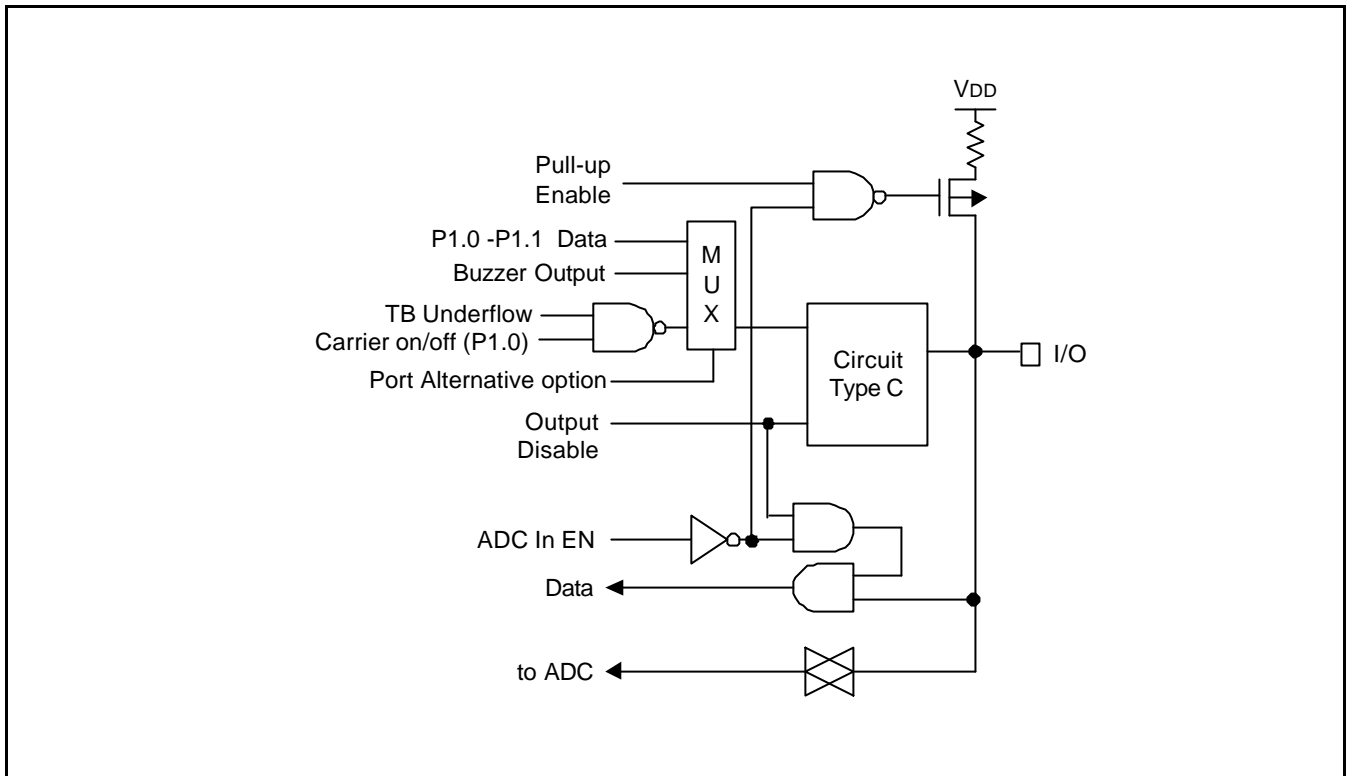 VDD
Pull-up
Enable
P1.0 -P1.1 Data
Buzzer Output
TB Underflow
Carrier on/off (P1.0)
Port Alternative option
M
U
X
Circuit
Type C
I/O
Output
Disable
ADC In EN
Data
to ADC